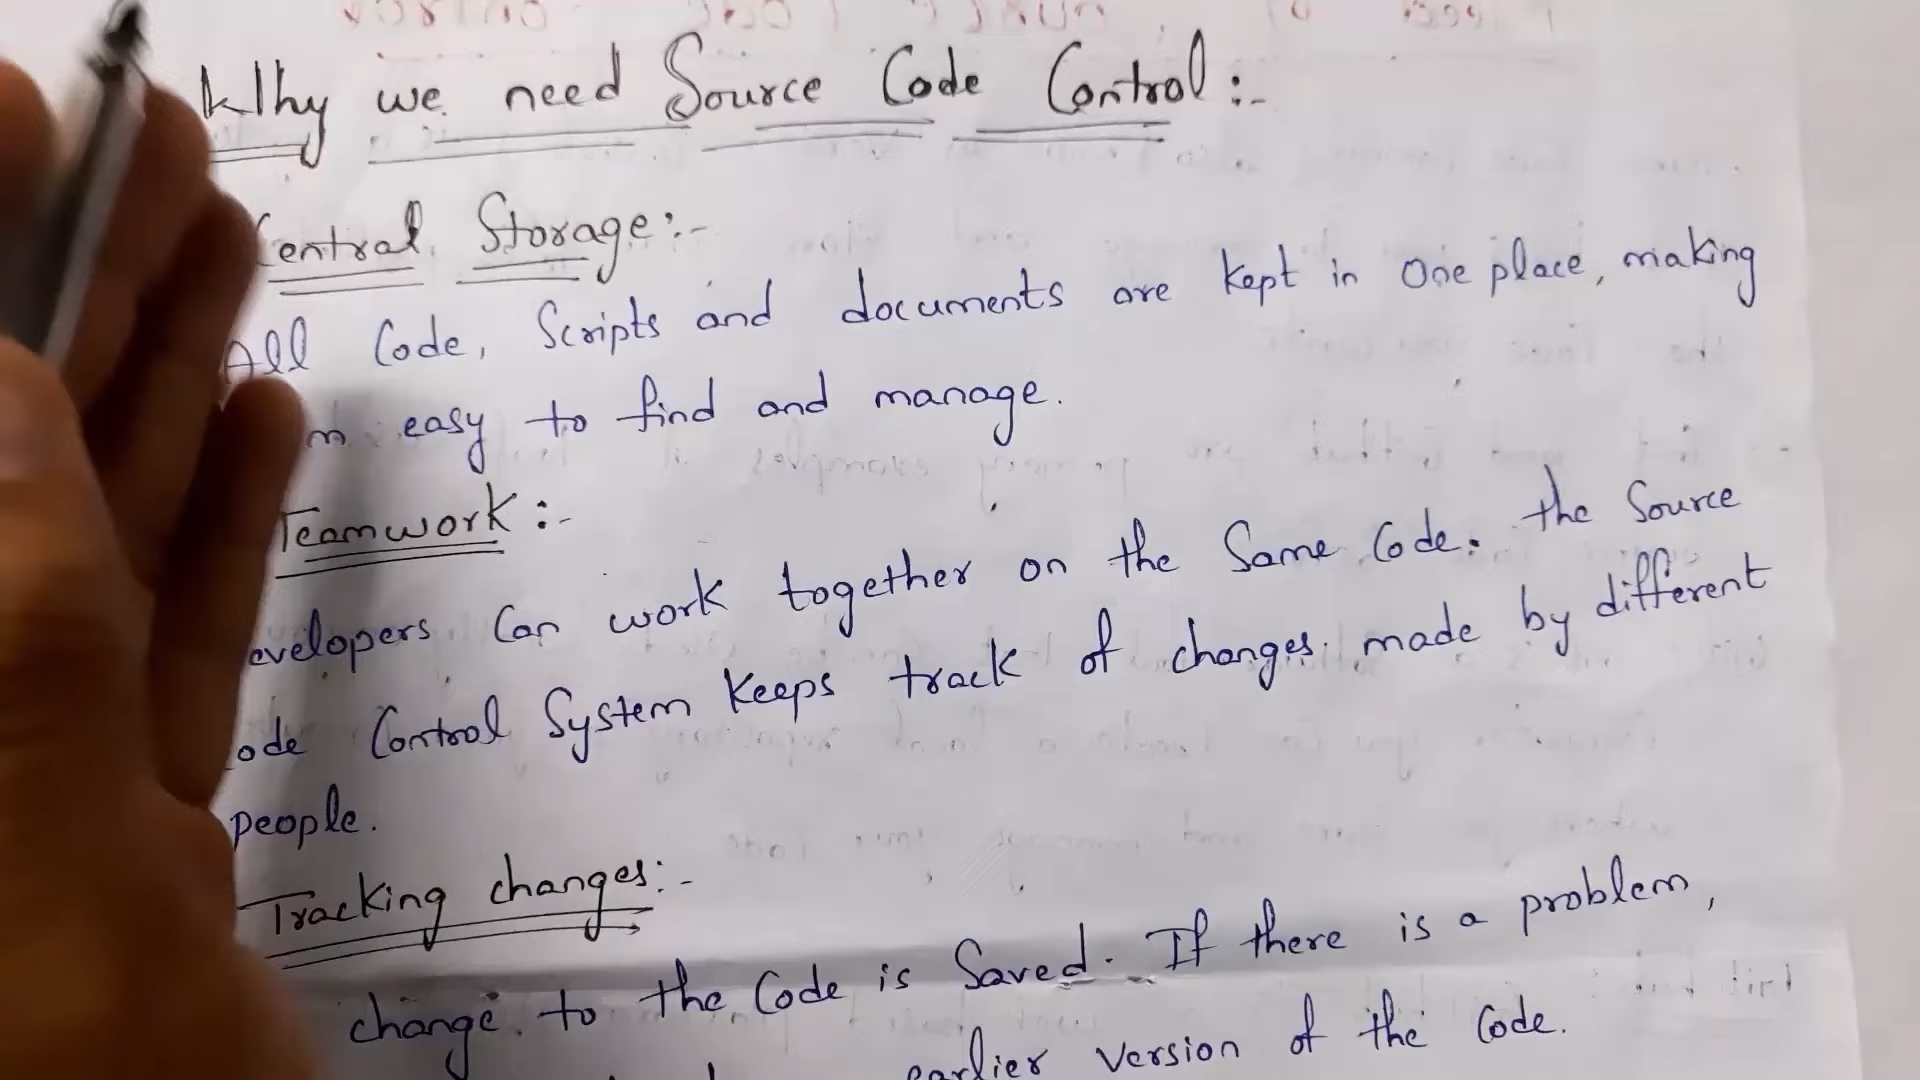 Why we need Source Code Control:-
Central Storage:-
All Code, Scripts and documents are kept in One place, making
easy to find and manage.
Teamwork:-
evelopers Can work together on the Same Code. the Source
ode Control System keeps track of changes made by different
people.
Tracking changes:-
change to the Code is Saved. If there is a problem,
earlier version of the Code.